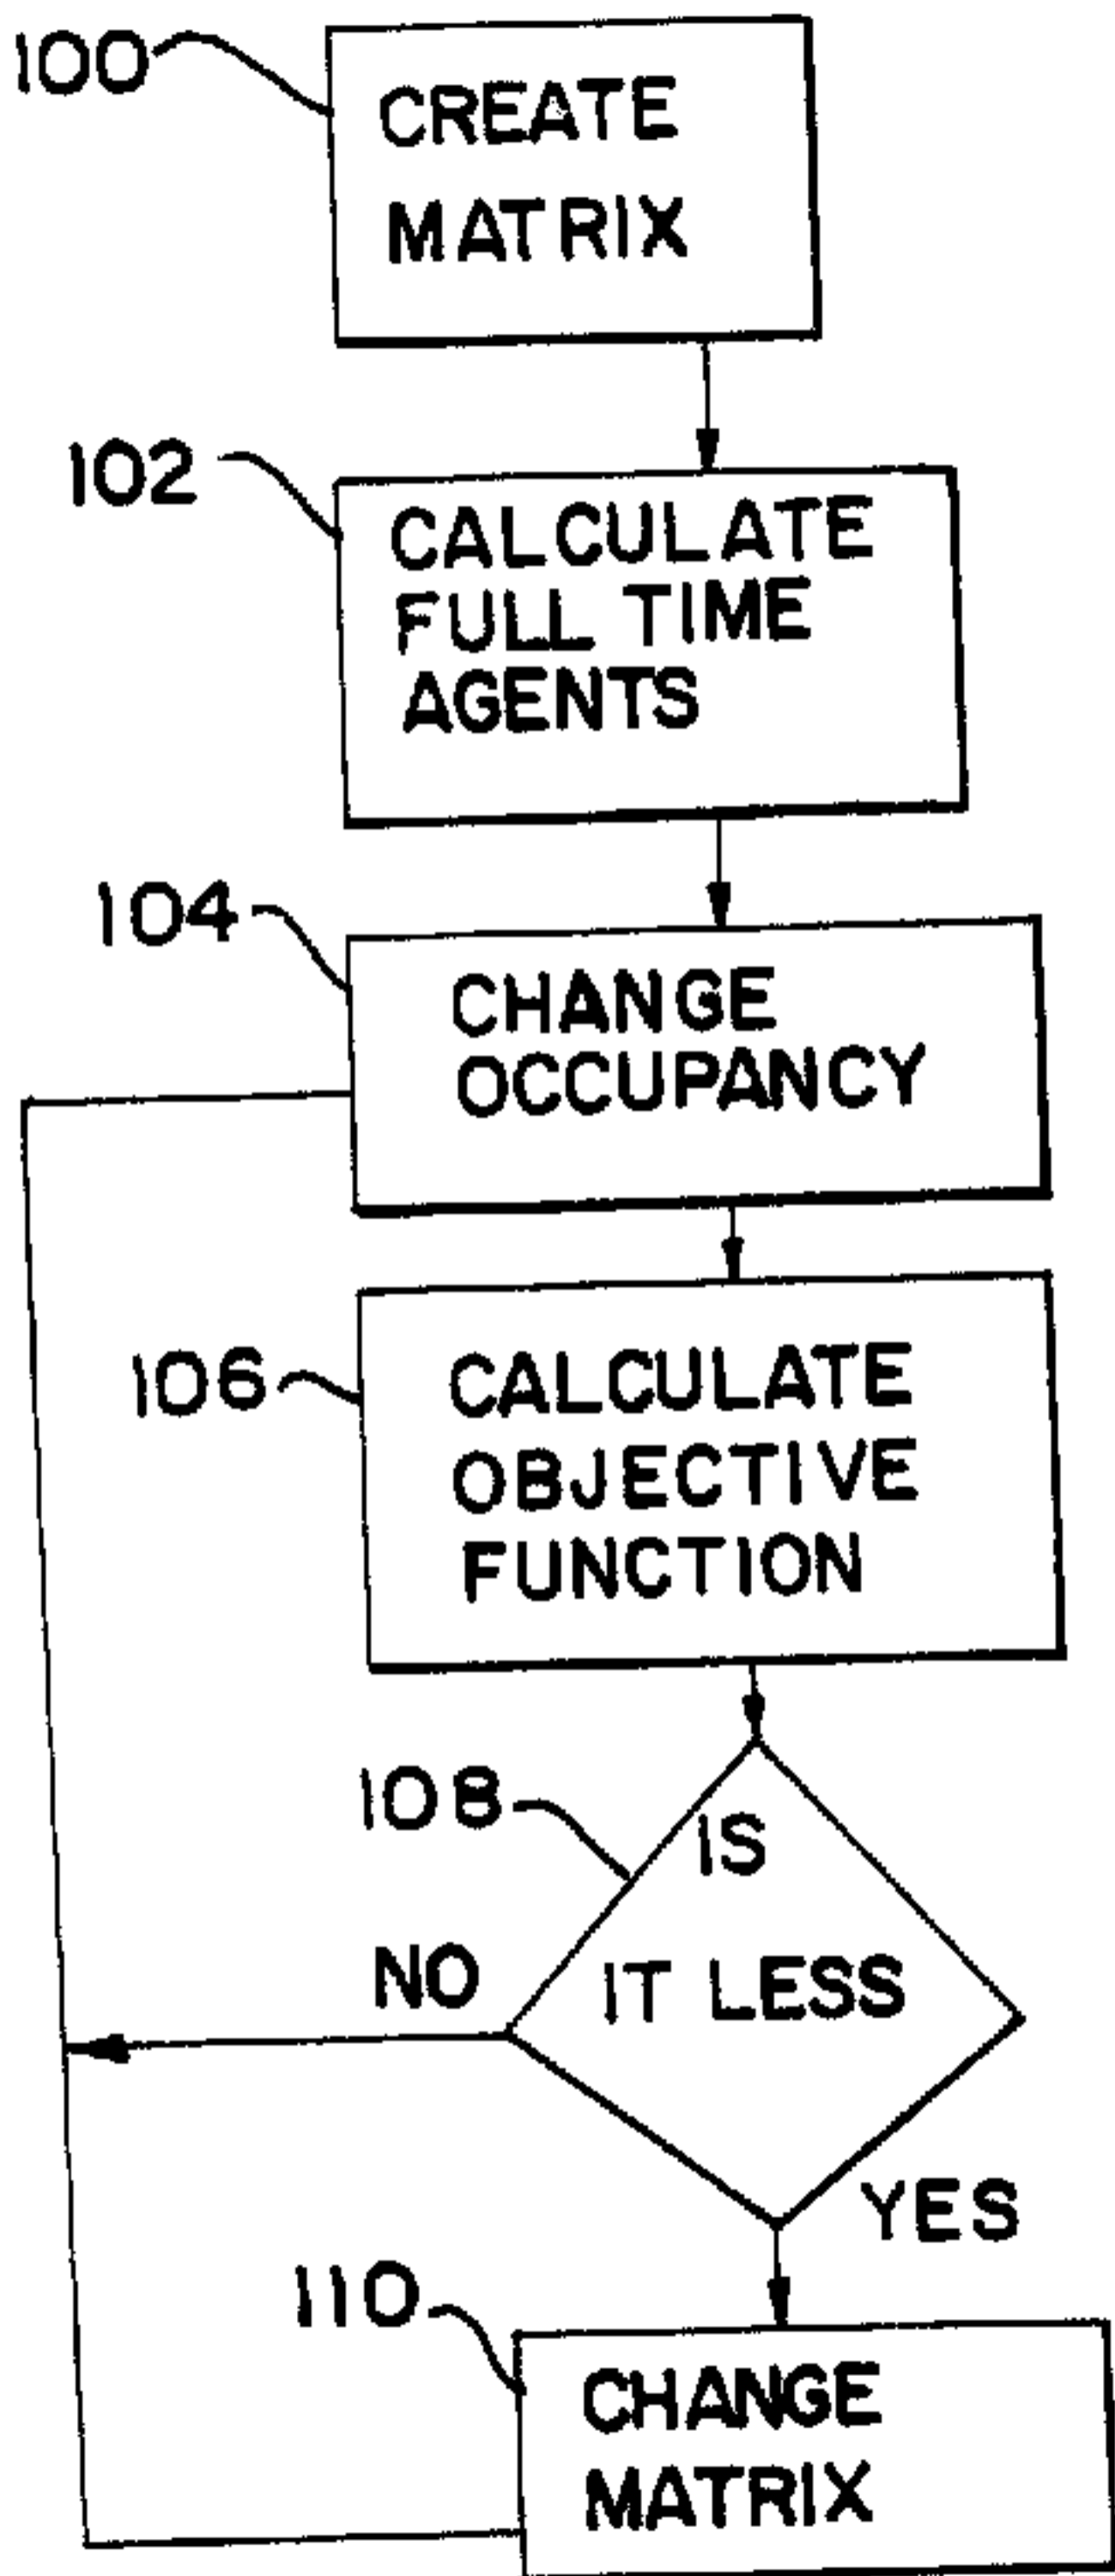 100
CREATE
MATRIX
102
CALCULATE
FULL TIME
AGENTS
104
CHANGE
OCCUPANCY
106
CALCULATE
OBJECTIVE
FUNCTION
108
IS
IT LESS
NO
YES
110
CHANGE
MATRIX